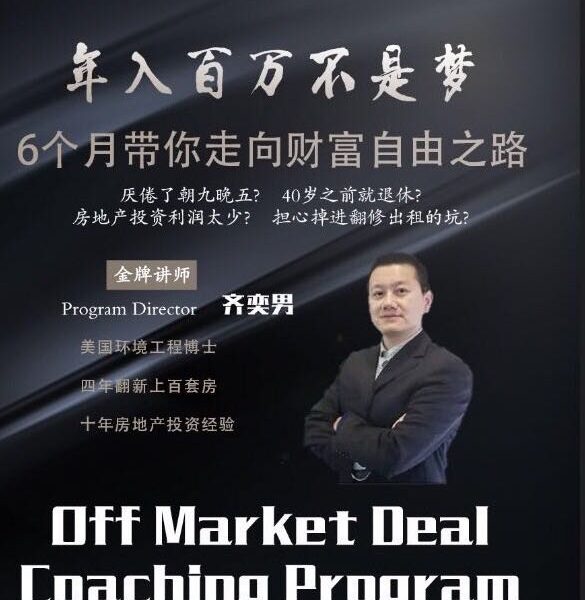 年入百万不是梦
6个月带你走向财富自由之路
厌倦了朝九晚五? 40岁之前就退休?
房地产投资利润太少? 担心掉进翻修出租的坑?
金牌讲师
Program Director 齐奕男
美国环境工程博士
四年翻新上百套房
十年房地产投资经验
Off Market Deal
Coaching Program